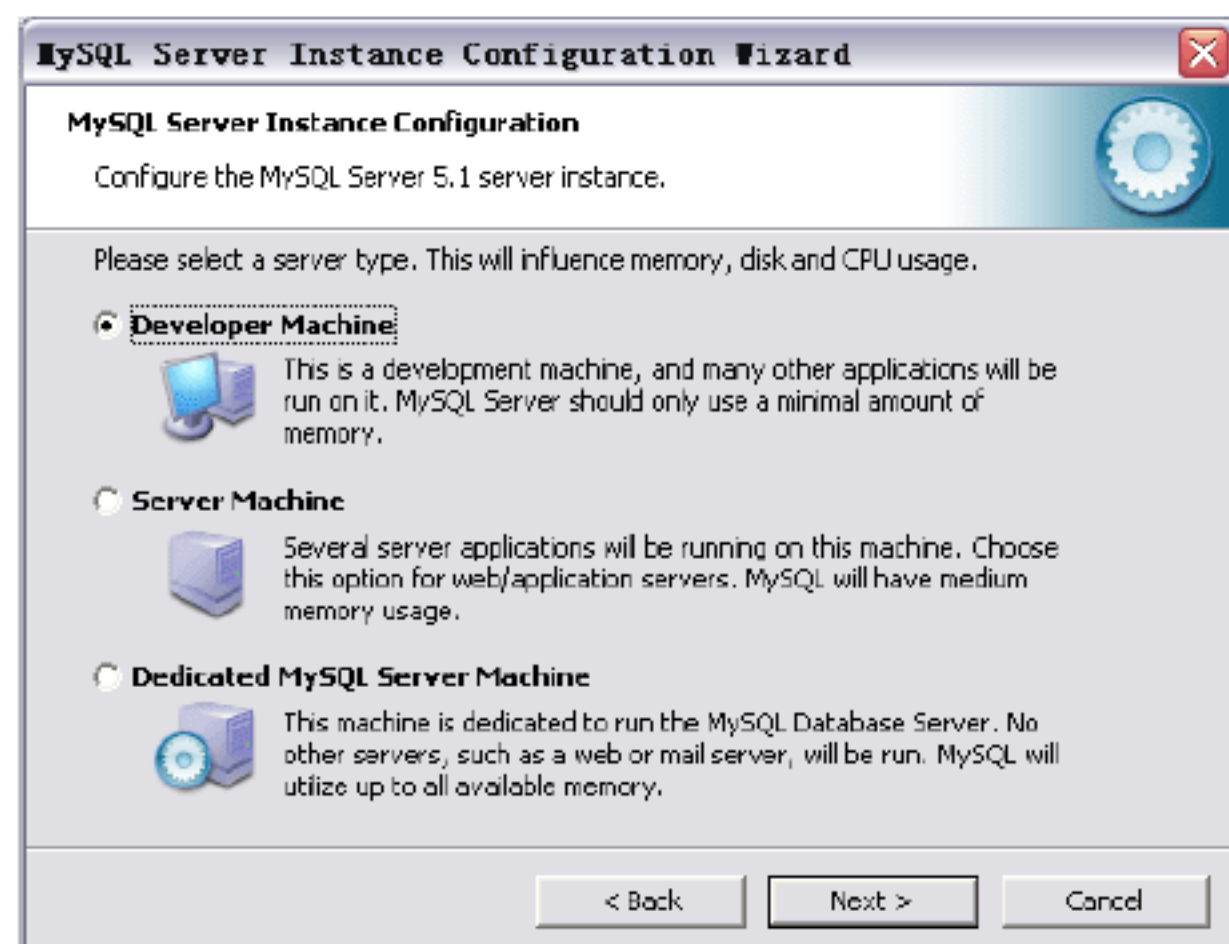 MySQL Server Instance Configuration Wizard
MySQL Server Instance Configuration
Configure the MySQL Server 5.1 server instance.
Please select a server type. This will influence memory, disk and CPU usage.
Developer Machine
This is a development machine, and many other applications will be
run on it. MySQL Server should only use a minimal amount of
memory.
Server Machine
Several server applications will be running on this machine. Choose
this option for web/application servers. MySQL will have medium
memory usage.
Dedicated MySQL Server Machine
This machine is dedicated to run the MySQL Database Server. No
other servers, such as a web or mail server, will be run. MySQL will
utilize up to all available memory.
< Back
Next >
Cancel